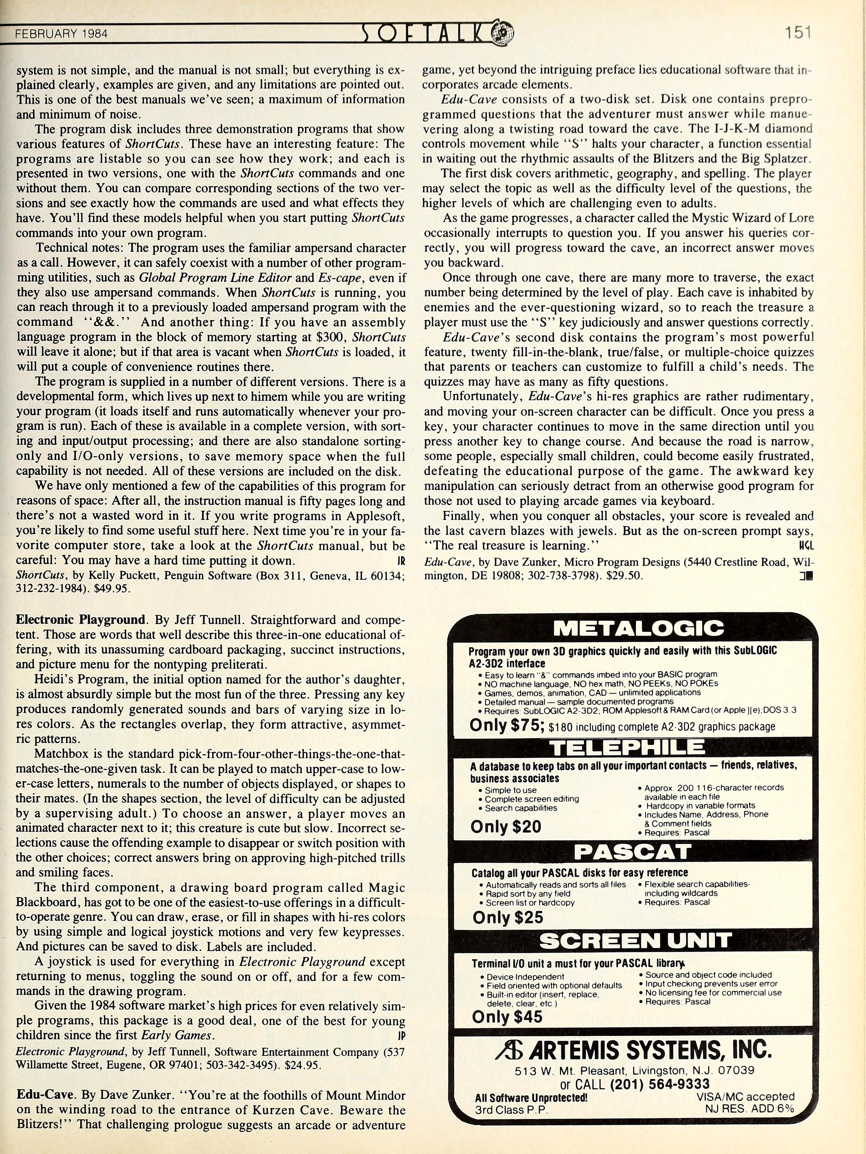 FEBRUARY 1984
SOFTALK
151
system is not simple, and the manual is not small; but everything is ex-
plained clearly, examples are given, and any limitations are pointed out.
This is one of the best manuals we've seen; a maximum of information
and minimum of noise.
The program disk includes three demonstration programs that show
various features of ShortCuts. These have an interesting feature: The
programs are listable so you can see how they work; and each is
presented in two versions, one with the ShortCuts commands and one
without them. You can compare corresponding sections of the two ver-
sions and see exactly how the commands are used and what effects they
have. You'll find these models helpful when you start putting ShortCuts
commands into your own program.
Technical notes: The program uses the familiar ampersand character
as a call. However, it can safely coexist with a number of other program-
ming utilities, such as Global Program Line Editor and Es-cape, even if
they also use ampersand commands. When ShortCuts is running, you
can reach through it to a previously loaded ampersand program with the
command "&&." And another thing: If you have an assembly
language program in the block of memory starting at $300, ShortCuts
will leave it alone; but if that area is vacant when ShortCuts is loaded, it
will put a couple of convenience routines there.
The program is supplied in a number of different versions. There is a
developmental form, which lives up next to himem while you are writing
your program (it loads itself and runs automatically whenever your pro-
gram is run). Each of these is available in a complete version, with sort-
ing and input/output processing; and there are also standalone sorting-
only and I/O-only versions, to save memory space when the full
capability is not needed. All of these versions are included on the disk.
We have only mentioned a few of the capabilities of this program for
reasons of space: After all, the instruction manual is fifty pages long and
there's not a wasted word in it. If you write programs in Applesoft,
you're likely to find some useful stuff here. Next time you're in your fa-
vorite computer store, take a look at the ShortCuts manual, but be
careful: You may have a hard time putting it down. JR
ShortCuts, by Kelly Puckett, Penguin Software (Box 311, Geneva, IL 60134;
312-232-1984). $49.95.
Electronic Playground. By Jeff Tunnell. Straightforward and compe-
tent. Those are words that well describe this three-in-one educational of-
fering, with its unassuming cardboard packaging, succinct instructions,
and picture menu for the nontyping preliterati.
Heidi's Program, the initial option named for the author's daughter,
is almost absurdly simple but the most fun of the three. Pressing any key
produces randomly generated sounds and bars of varying size in lo-
res colors. As the rectangles overlap, they form attractive, asymmet-
ric patterns.
Matchbox is the standard pick-from-four-other-things-the-one-that-
matches-the-one-given task. It can be played to match upper-case to low-
er-case letters, numerals to the number of objects displayed, or shapes to
their mates. (In the shapes section, the level of difficulty can be adjusted
by a supervising adult.) To choose an answer, a player moves an
animated character next to it; this creature is cute but slow. Incorrect se-
lections cause the offending example to disappear or switch position with
the other choices; correct answers bring on approving high-pitched trills
and smiling faces.
The third component, a drawing board program called Magic
Blackboard, has got to be one of the easiest-to-use offerings in a difficult-
to-operate genre. You can draw, erase, or fill in shapes with hi-res colors
by using simple and logical joystick motions and very few keypresses.
And pictures can be saved to disk. Labels are included.
A joystick is used for everything in Electronic Playground except
returning to menus, toggling the sound on or off, and for a few com-
mands in the drawing program.
Given the 1984 software market's high prices for even relatively sim-
ple programs, this package is a good deal, one of the best for young
children since the first Early Games. JP
Electronic Playground, by Jeff Tunnell, Software Entertainment Company (537
Willamette Street, Eugene, OR 97401; 503-342-3495). $24.95.
Edu-Cave. By Dave Zunker. "You're at the foothills of Mount Mindor
on the winding road to the entrance of Kurzen Cave. Beware the
Blitzers!" That challenging prologue suggests an arcade or adventure
game, yet beyond the intriguing preface lies educational software that in-
corporates arcade elements.
Edu-Cave consists of a two-disk set. Disk one contains prepro-
grammed questions that the adventurer must answer while maneu-
vering along a twisting road toward the cave. The I-J-K-M diamond
controls movement while "S" halts your character, a function essential
in waiting out the rhythmic assaults of the Blitzers and the Big Splatzer.
The first disk covers arithmetic, geography, and spelling. The player
may select the topic as well as the difficulty level of the questions, the
higher levels of which are challenging even to adults.
As the game progresses, a character called the Mystic Wizard of Lore
occasionally interrupts to question you. If you answer his queries cor-
rectly, you will progress toward the cave, an incorrect answer moves
you backward.
Once through one cave, there are many more to traverse, the exact
number being determined by the level of play. Each cave is inhabited by
enemies and the ever-questioning wizard, so to reach the treasure a
player must use the "S" key judiciously and answer questions correctly.
Edu-Cave's second disk contains the program's most powerful
feature, twenty fill-in-the-blank, true/false, or multiple-choice quizzes
that parents or teachers can customize to fulfill a child's needs. The
quizzes may have as many as fifty questions.
Unfortunately, Edu-Cave's hi-res graphics are rather rudimentary,
and moving your on-screen character can be difficult. Once you press a
key, your character continues to move in the same direction until you
press another key to change course. And because the road is narrow,
some people, especially small children, could become easily frustrated,
defeating the educational purpose of the game. The awkward key
manipulation can seriously detract from an otherwise good program for
those not used to playing arcade games via keyboard.
Finally, when you conquer all obstacles, your score is revealed and
the last cavern blazes with jewels. But as the on-screen prompt says,
"The real treasure is learning." HGL
Edu-Cave, by Dave Zunker, Micro Program Designs (5440 Crestline Road, Wil-
mington, DE 19808; 302-738-3798). $29.50.
METALOGIC
Program your own 3D graphics quickly and easily with this SubLOGIC
A2-3D2 interface
• Easy to learn "&" commands imbed into your BASIC program
• NO machine language, NO hex math, NO PEEKs, NO POKEs
• Games, demos, animation, CAD — unlimited applications
• Detailed manual — sample documented programs
• Requires: SubLOGIC A2-3D2; ROM Applesoft & RAM Card (or Apple ][e); DOS 3.3
Only $75; $180 including complete A2-3D2 graphics package
TELEPHILE
A database to keep tabs on all your important contacts — friends, relatives,
business associates
• Simple to use
• Complete screen editing
• Search capabilities
Only $20
• Approx. 200 116-character records
available in each file
• Hardcopy in variable formats
• Includes Name, Address, Phone
& Comment fields
• Requires: Pascal
PASCAT
Catalog all your PASCAL disks for easy reference
• Automatically reads and sorts all files
• Rapid sort by any field
• Screen list or hardcopy
Only $25
• Flexible search capabilities-
including wildcards
• Requires: Pascal
SCREEN UNIT
Terminal I/O unit a must for your PASCAL library.
• Device Independent
• Field oriented with optional defaults
• Built-in editor (insert, replace,
delete, clear, etc.)
Only $45
• Source and object code included
• Input checking prevents user error
• No licensing fee for commercial use
• Requires: Pascal
AS ARTEMIS SYSTEMS, INC.
513 W. Mt. Pleasant, Livingston, N.J. 07039
or CALL (201) 564-9333
All Software Unprotected!
3rd Class P.P.
VISA/MC accepted
NJ RES. ADD 6%